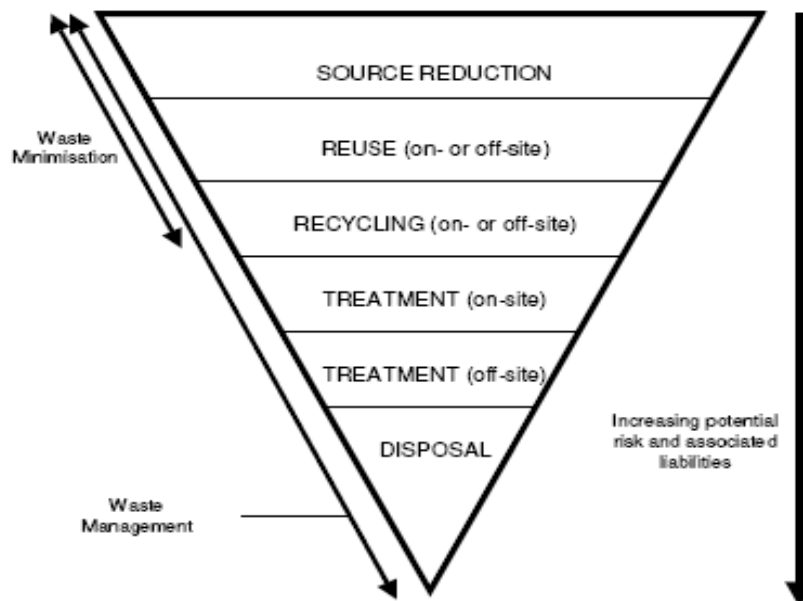 SOURCE REDUCTION
Waste
Minimisation
REUSE (on- or off-site)
RECYCLING (on- or off-site)
TREATMENT (on-site)
TREATMENT (off-site)
Increasing potential
risk and associated
liabilities
DISPOSAL
Waste
Management